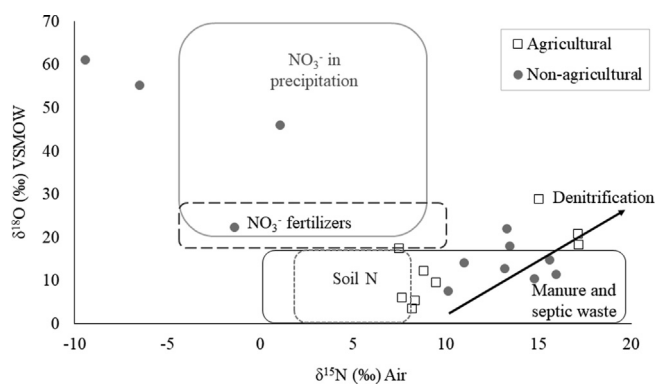 70
60
50
40
30
20
10
0
δ¹⁸O (‰) VSMOW
NO₃⁻ in
precipitation
Agricultural
Non-agricultural
Denitrification
NO₃⁻ fertilizers
Soil N
Manure and
septic waste
-10
-5
0
5
10
15
20
δ¹⁵N (‰) Air